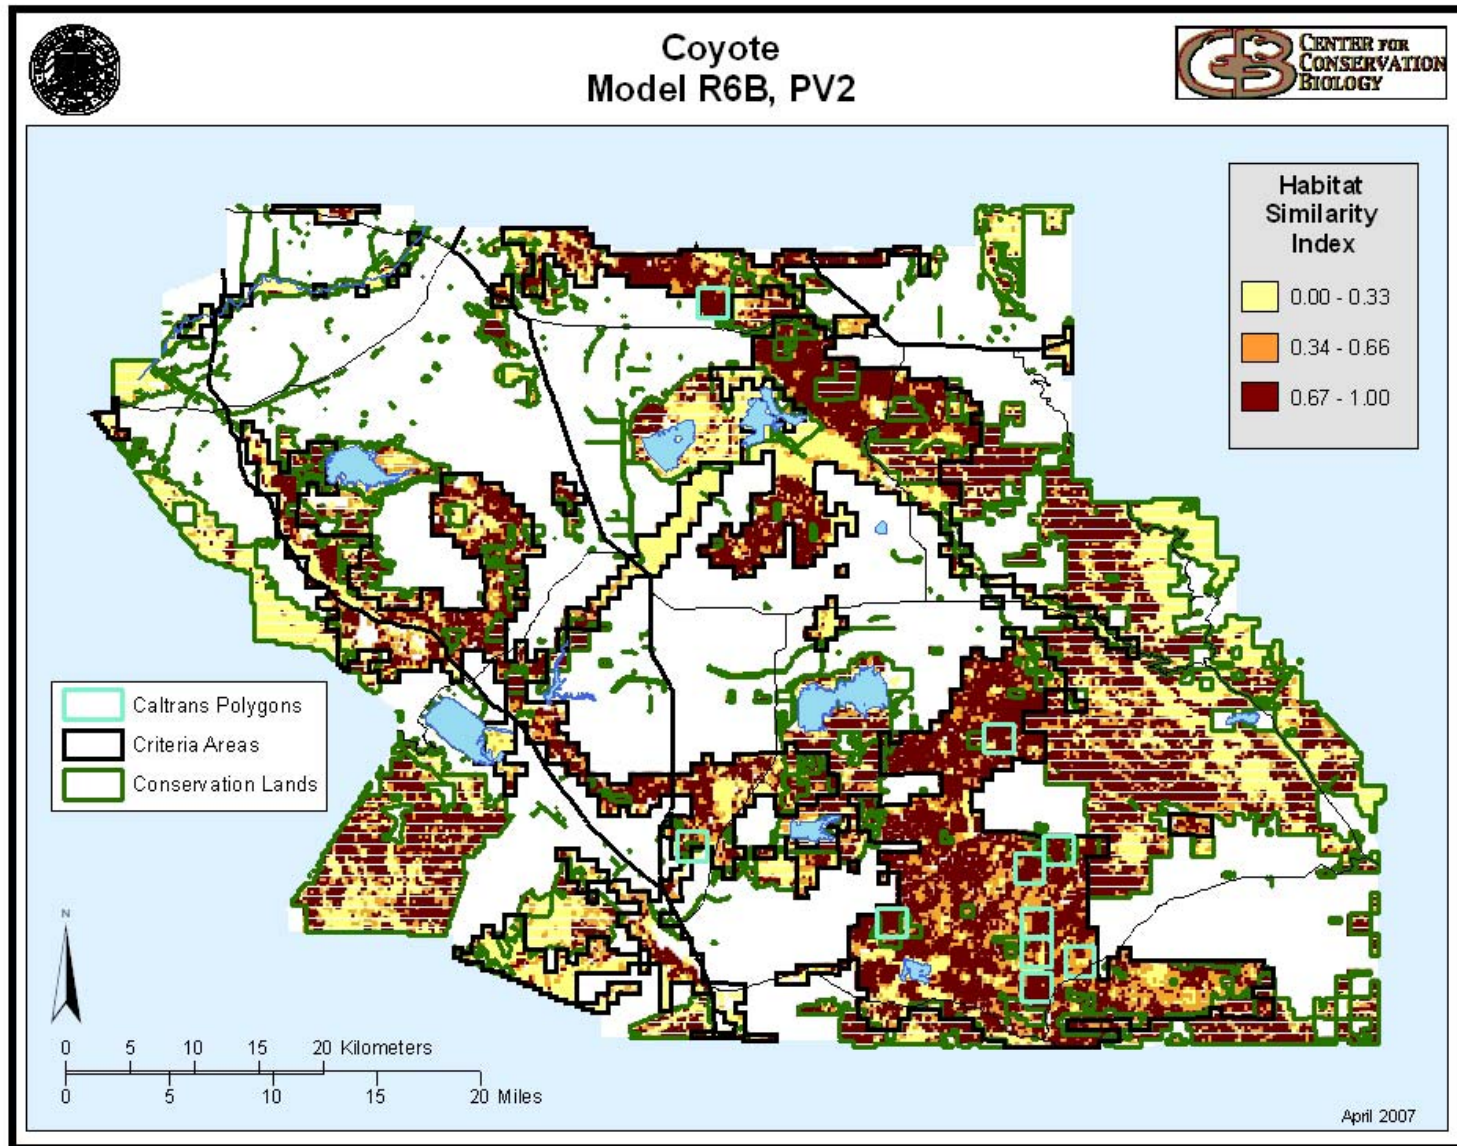 Coyote
Model R6B, PV2
CENTER FOR
CONSERVATION
BIOLOGY
Habitat
Similarity
Index
0.00 - 0.33
0.34 - 0.66
0.67 - 1.00
Caltrans Polygons
Criteria Areas
Conservation Lands
N
0 5 10 15 20 Kilometers
0 5 10 15 20 Miles
April 2007